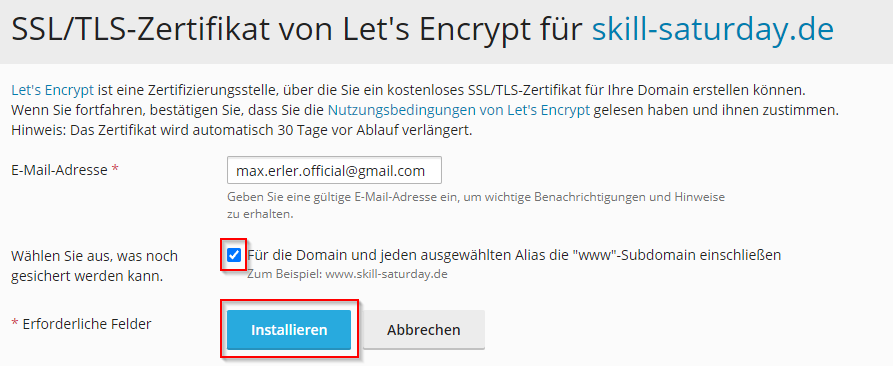 SSL/TLS-Zertifikat von Let's Encrypt für skill-saturday.de
Let's Encrypt ist eine Zertifizierungsstelle, über die Sie ein kostenloses SSL/TLS-Zertifikat für Ihre Domain erstellen können.
Wenn Sie fortfahren, bestätigen Sie, dass Sie die Nutzungsbedingungen von Let's Encrypt gelesen haben und ihnen zustimmen.
Hinweis: Das Zertifikat wird automatisch 30 Tage vor Ablauf verlängert.
E-Mail-Adresse *
max.erler.official@gmail.com
Geben Sie eine gültige E-Mail-Adresse ein, um wichtige Benachrichtigungen und Hinweise
zu erhalten.
Wählen Sie aus, was noch
gesichert werden kann.
Für die Domain und jeden ausgewählten Alias die "www"-Subdomain einschließen
Zum Beispiel: www.skill-saturday.de
* Erforderliche Felder
Installieren
Abbrechen